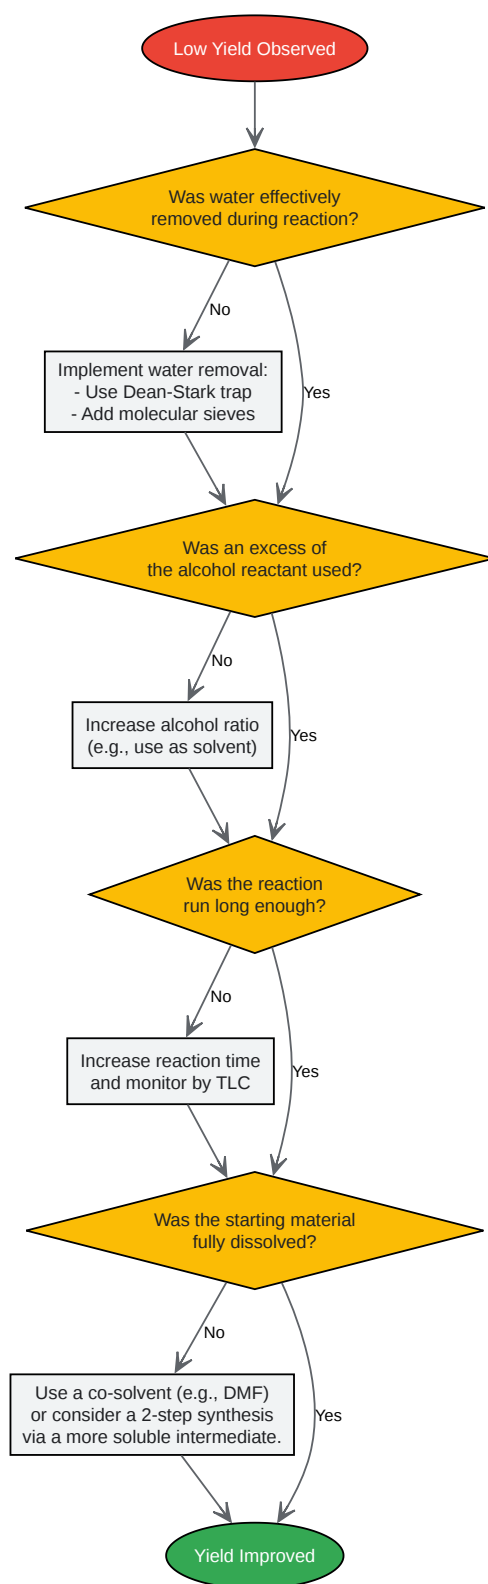 Low Yield Observed
Was water effectively
removed during reaction?
No
Yes
Implement water removal:
- Use Dean-Stark trap
- Add molecular sieves
Was an excess of
the alcohol reactant used?
No
Yes
Increase alcohol ratio
(e.g., use as solvent)
Was the reaction
run long enough?
No
Yes
Increase reaction time
and monitor by TLC
Was the starting material
fully dissolved?
No
Yes
Use a co-solvent (e.g., DMF)
or consider a 2-step synthesis
via a more soluble intermediate.
Yield Improved